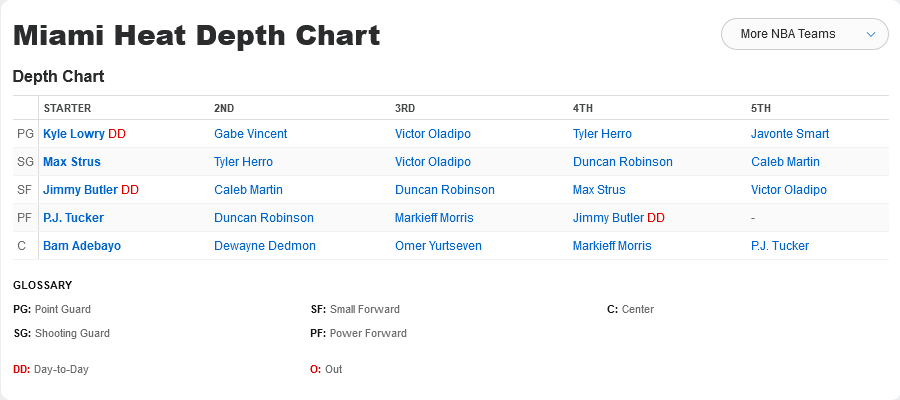 Miami Heat Depth Chart
More NBA Teams
Depth Chart
STARTER 2ND 3RD 4TH 5TH
PG Kyle Lowry DD Gabe Vincent Victor Oladipo Tyler Herro Javonte Smart
SG Max Strus Tyler Herro Victor Oladipo Duncan Robinson Caleb Martin
SF Jimmy Butler DD Caleb Martin Duncan Robinson Max Strus Victor Oladipo
PF P.J. Tucker Duncan Robinson Markieff Morris Jimmy Butler DD -
C Bam Adebayo Dewayne Dedmon Omer Yurtseven Markieff Morris P.J. Tucker
GLOSSARY
PG: Point Guard SF: Small Forward C: Center
SG: Shooting Guard PF: Power Forward
DD: Day-to-Day O: Out